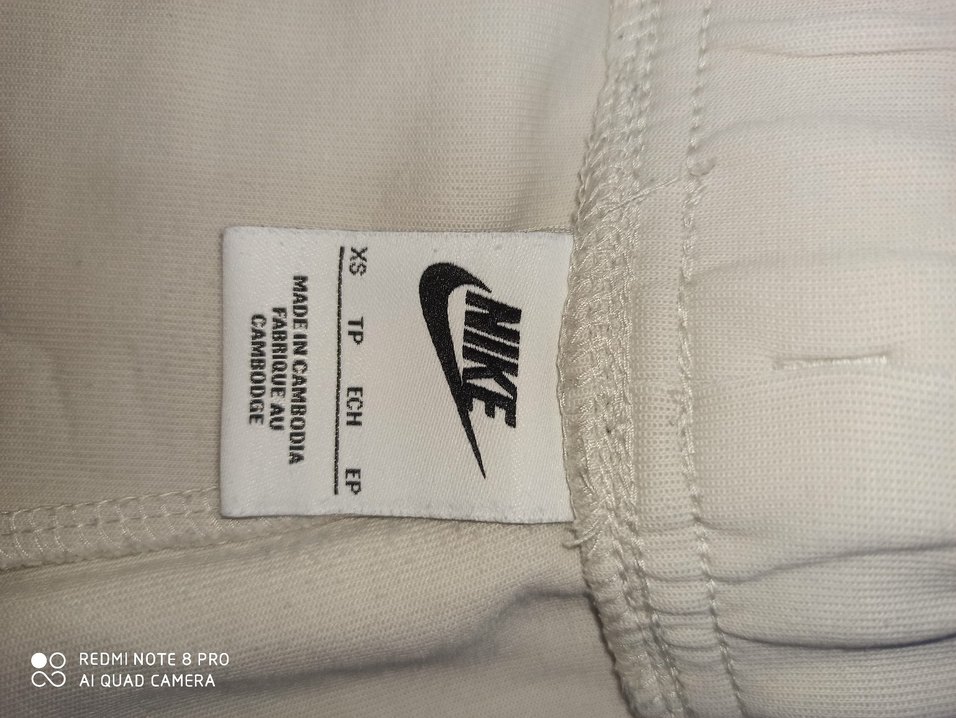 NIKE
XS TP ECH EP
MADE IN CAMBODIA
FABRIQUE AU
CAMBODGE
REDMI NOTE 8 PRO
AI QUAD CAMERA